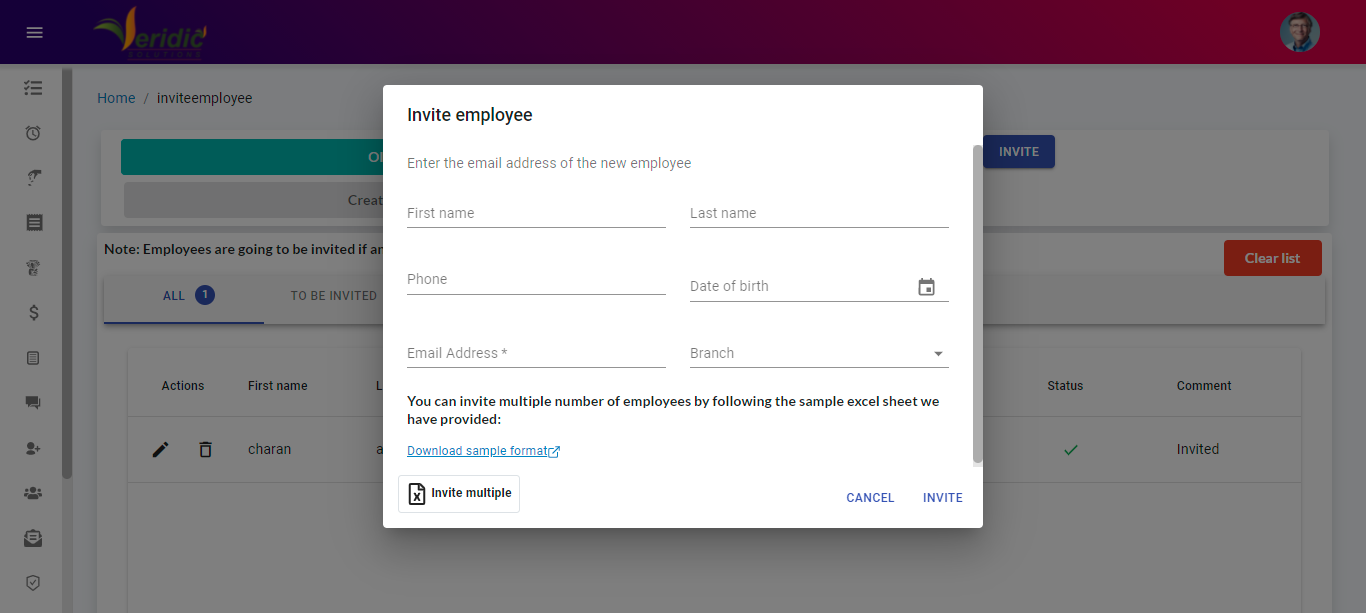 eridic
SOLUTIONS
Home / inviteemployee
Invite employee
Enter the email address of the new employee
INVITE
Creat
First name
Last name
Note: Employees are going to be invited if an
Clear list
Phone
Date of birth
ALL 1
TO BE INVITED
Email Address *
Branch
Actions
First name
L
Status
Comment
You can invite multiple number of employees by following the sample excel sheet we
have provided:
charan
a
Download sample format
Invited
Invite multiple
CANCEL
INVITE